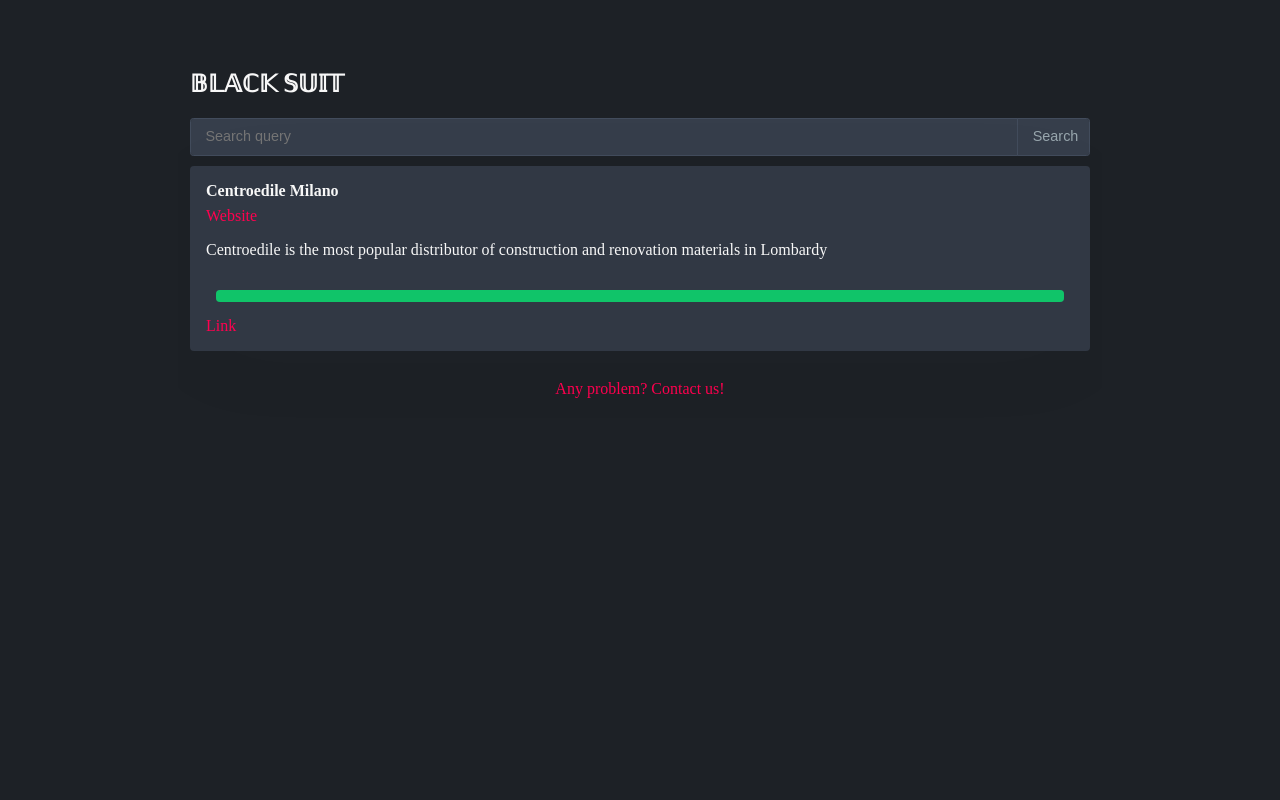 BLACK SUIT
Search query
Search
Centroedile Milano
Website
Centroedile is the most popular distributor of construction and renovation materials in Lombardy
Link
Any problem? Contact us!